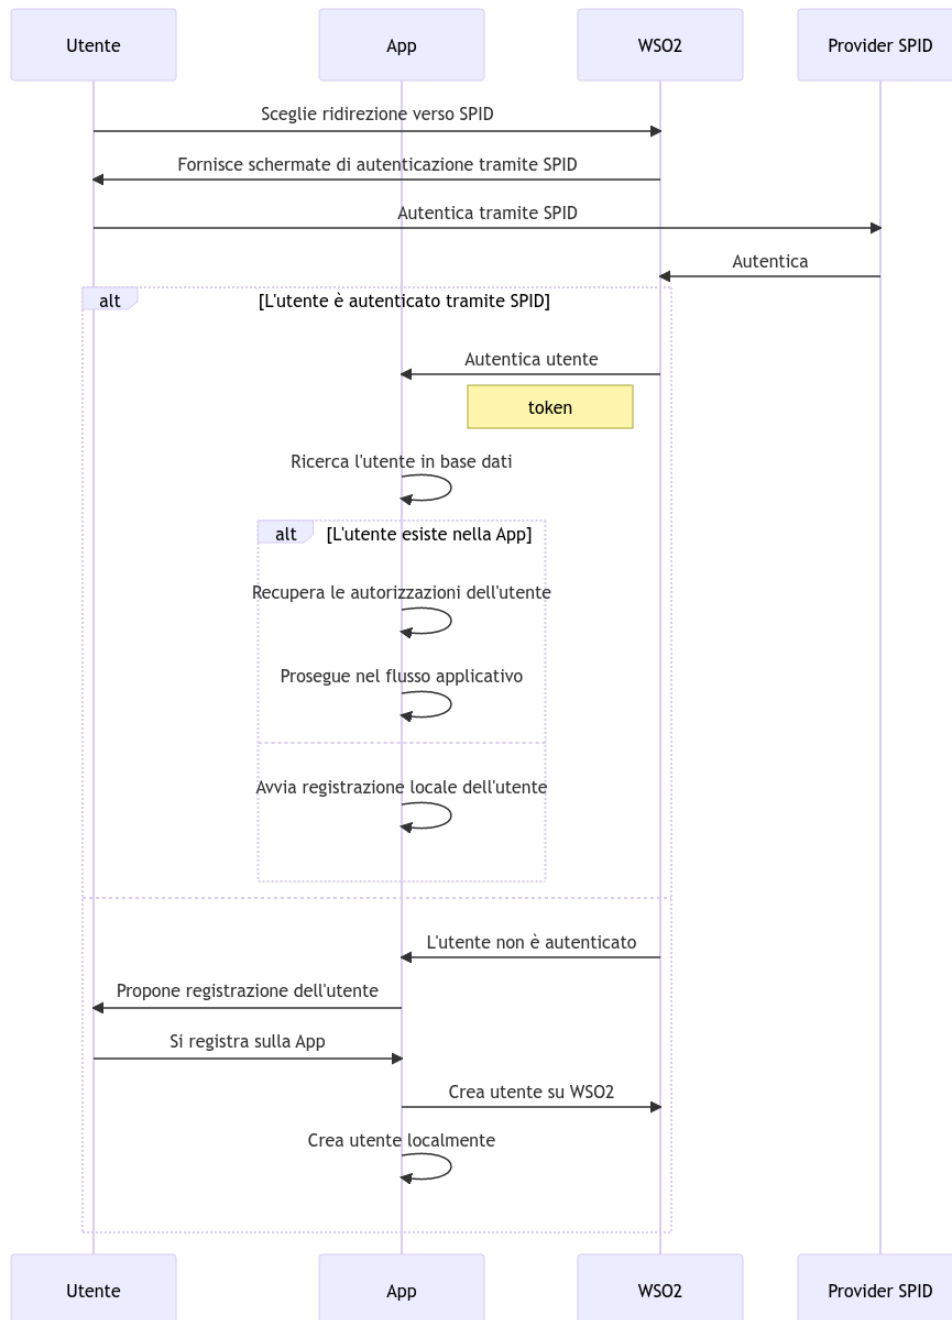 Utente
App
WSO2
Provider SPID
Sceglie ridirezione verso SPID
Fornisce schermate di autenticazione tramite SPID
Autentica tramite SPID
Autentica
alt
[L'utente è autenticato tramite SPID]
Autentica utente
token
Ricerca l'utente in base dati
alt
[L'utente esiste nella App]
Recupera le autorizzazioni dell'utente
Prosegue nel flusso applicativo
Avvia registrazione locale dell'utente
L'utente non è autenticato
Propone registrazione dell'utente
Si registra sulla App
Crea utente su WSO2
Crea utente localmente
Utente
App
WSO2
Provider SPID